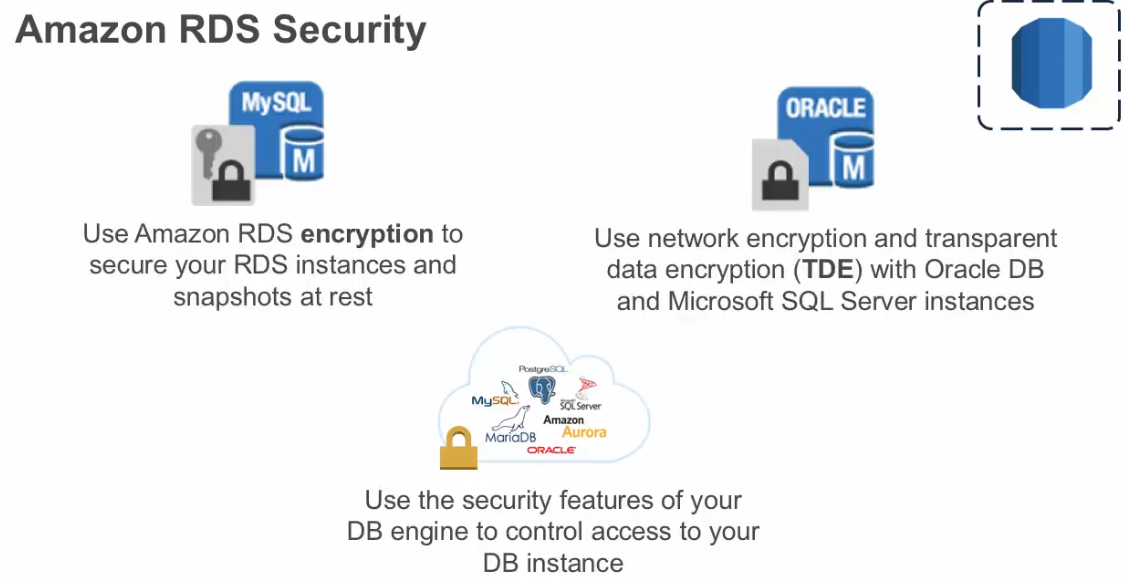 Amazon RDS Security
MySQL
M
Use Amazon RDS encryption to
secure your RDS instances and
snapshots at rest
ORACLE
M
Use network encryption and transparent
data encryption (TDE) with Oracle DB
and Microsoft SQL Server instances
PostgreSQL
MySQL
Microsoft
SQL Server
MariaDB
Amazon
Aurora
ORACLE
Use the security features of your
DB engine to control access to your
DB instance